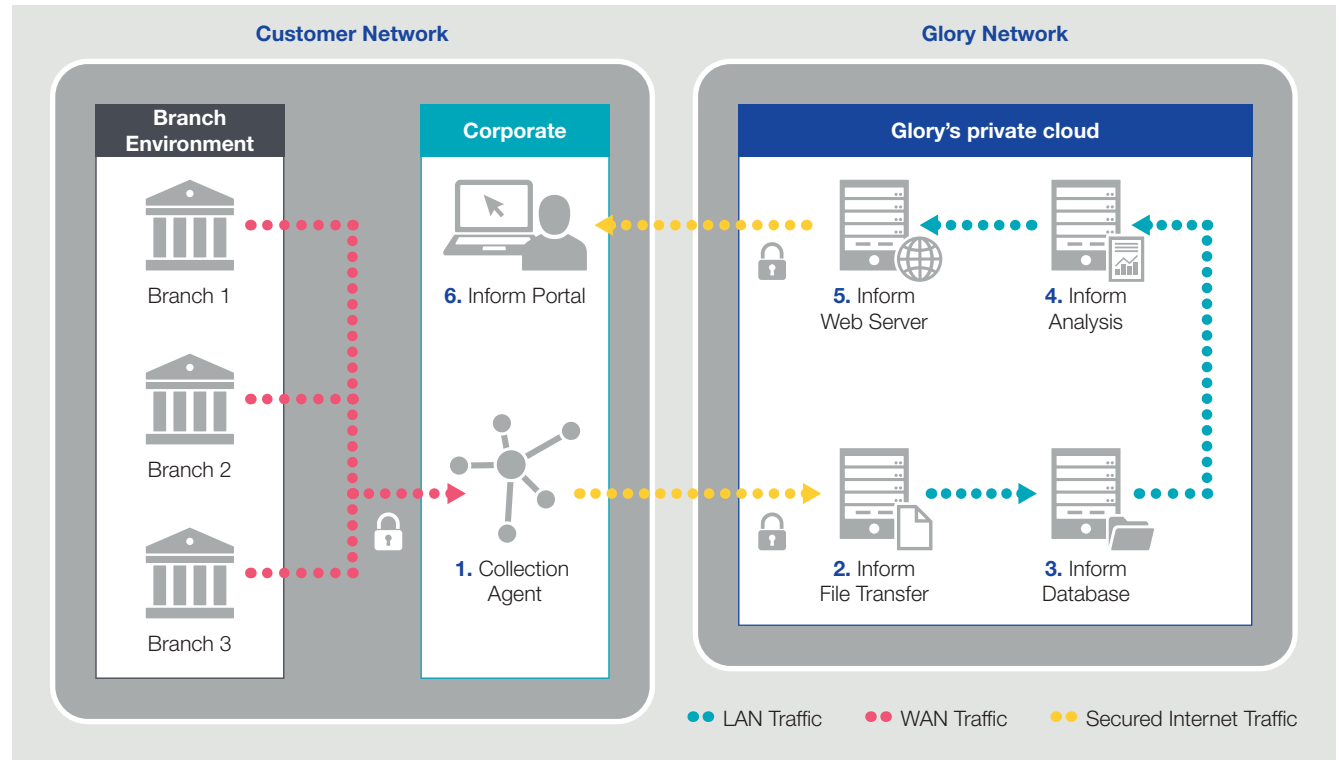 Customer Network
Glory Network
Branch
Environment
Corporate
Glory's private cloud
Branch 1
Branch 2
Branch 3
6. Inform Portal
1. Collection
Agent
5. Inform
Web Server
4. Inform
Analysis
2. Inform
File Transfer
3. Inform
Database
LAN Traffic
WAN Traffic
Secured Internet Traffic